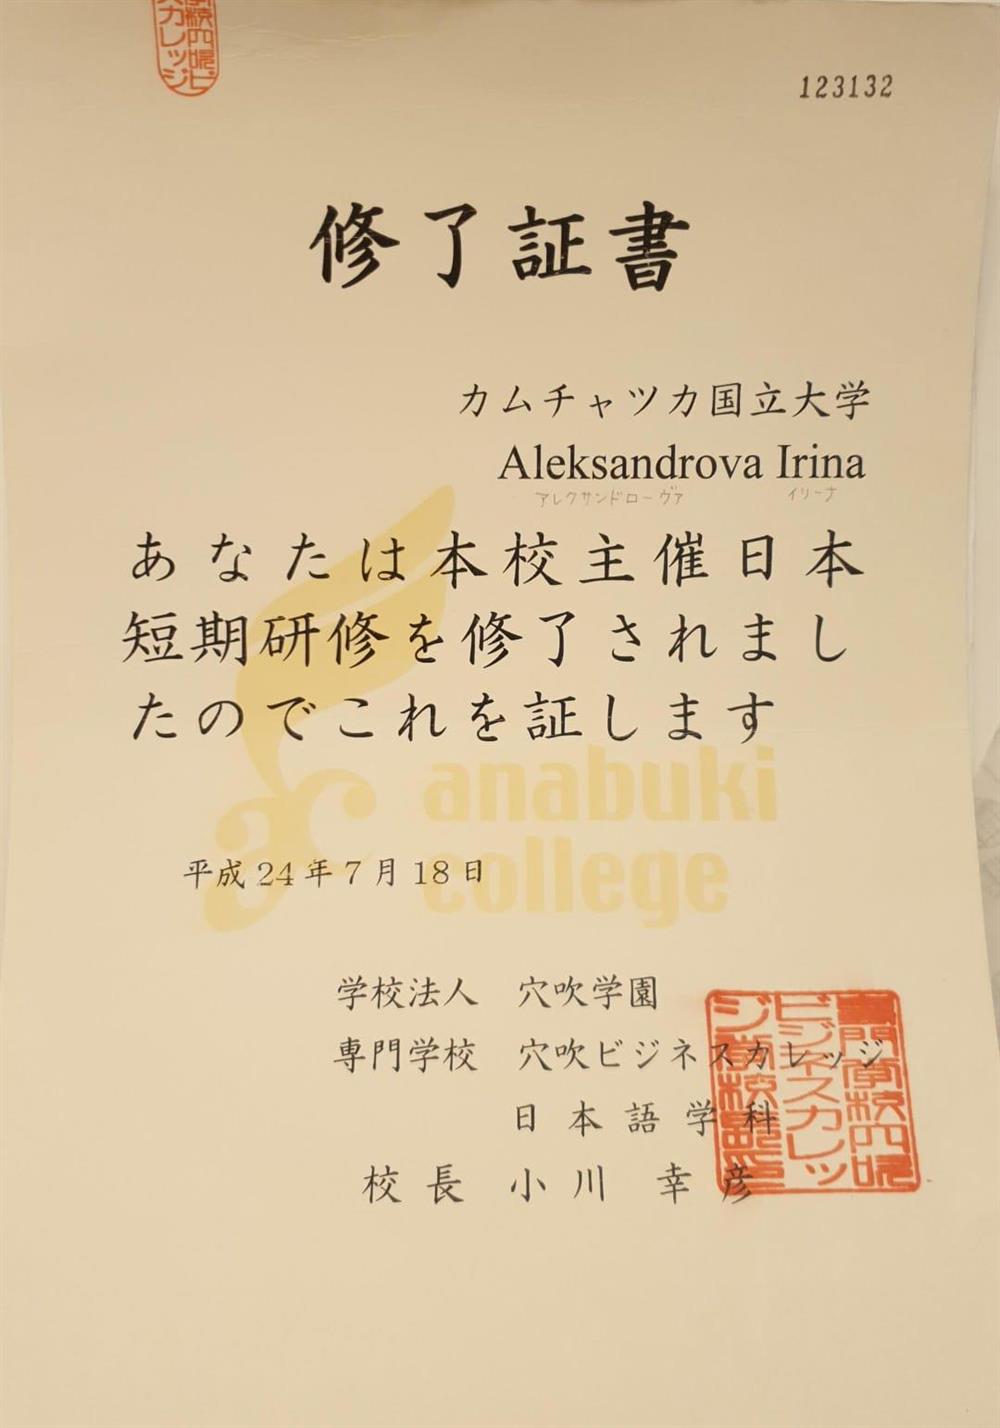 123132
修了証書
カムチャツカ国立大学
Aleksandrova Irina
アレクサンドローヴァ イリーナ
あなたは本校主催日本
短期研修を修了されまし
たのでこれを証します
anabuki
college
平成24年7月18日
学校法人 穴吹学園
専門学校 穴吹ビジネスカレッジ
日本語学科
校長 小川 幸彦